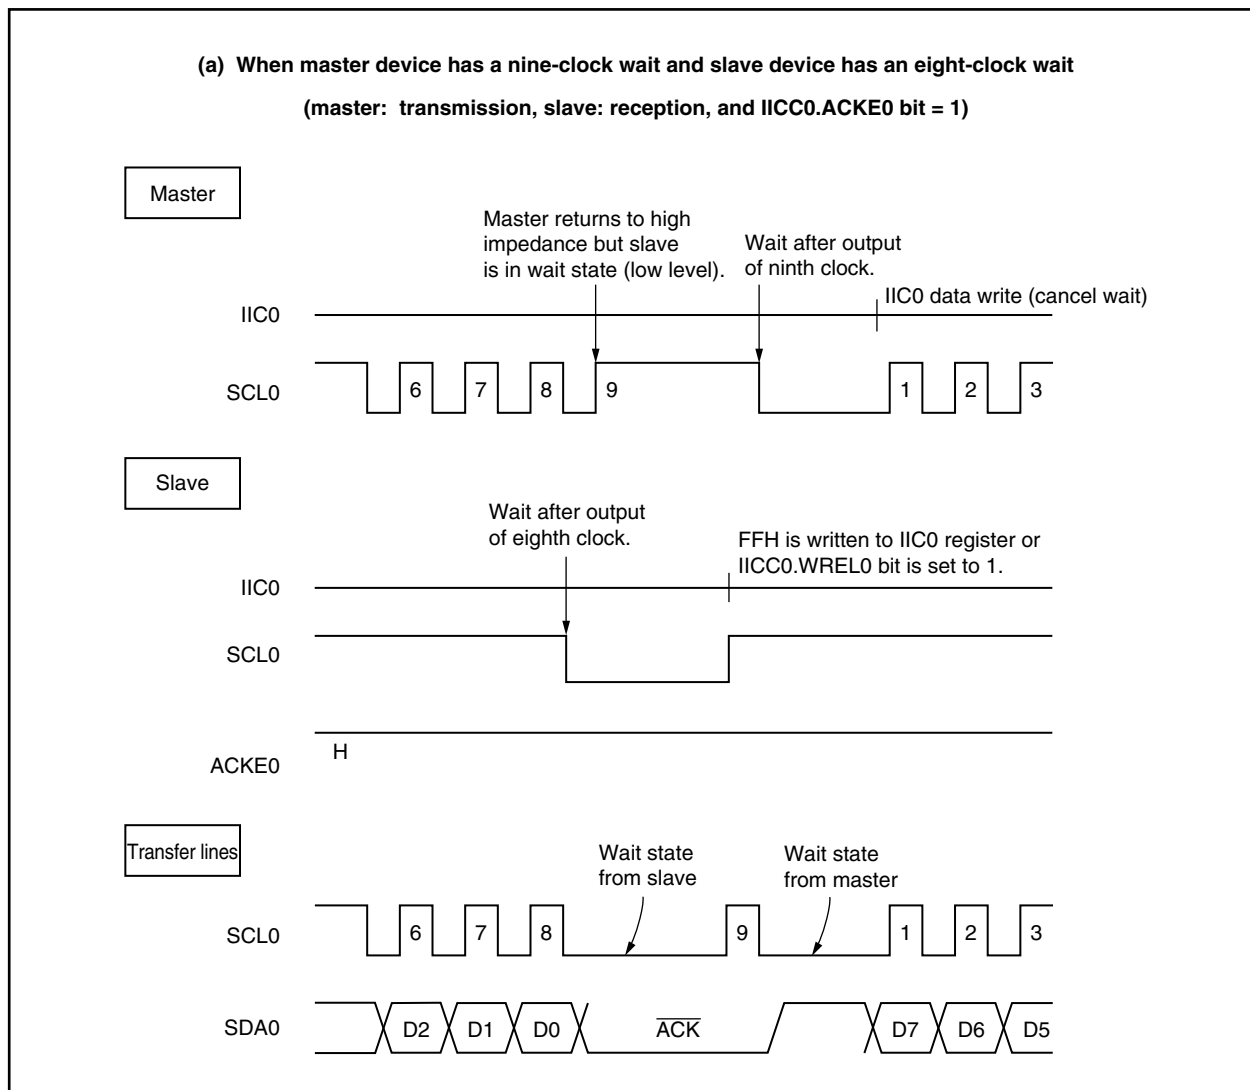 (a) When master device has a nine-clock wait and slave device has an eight-clock wait
(master: transmission, slave: reception, and IICC0.ACKE0 bit = 1)
Master
Master returns to high
impedance but slave
is in wait state (low level).
Wait after output
of ninth clock.
IIC0 data write (cancel wait)
IIC0
SCL0
6 7 8 9 1 2 3
Slave
Wait after output
of eighth clock.
FFH is written to IIC0 register or
IICC0.WREL0 bit is set to 1.
IIC0
SCL0
H
ACKE0
Transfer lines
Wait state
from slave
Wait state
from master
SCL0
6 7 8 9 1 2 3
SDA0
D2 D1 D0 ACK D7 D6 D5